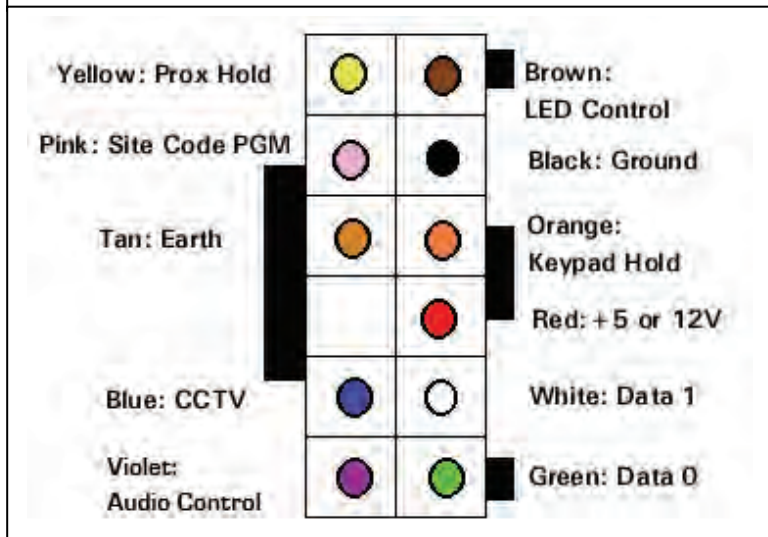 Yellow: Prox Hold
Brown:
LED Control
Pink: Site Code PGM
Black: Ground
Tan: Earth
Orange:
Keypad Hold
Red: +5 or 12V
Blue: CCTV
White: Data 1
Violet:
Audio Control
Green: Data 0